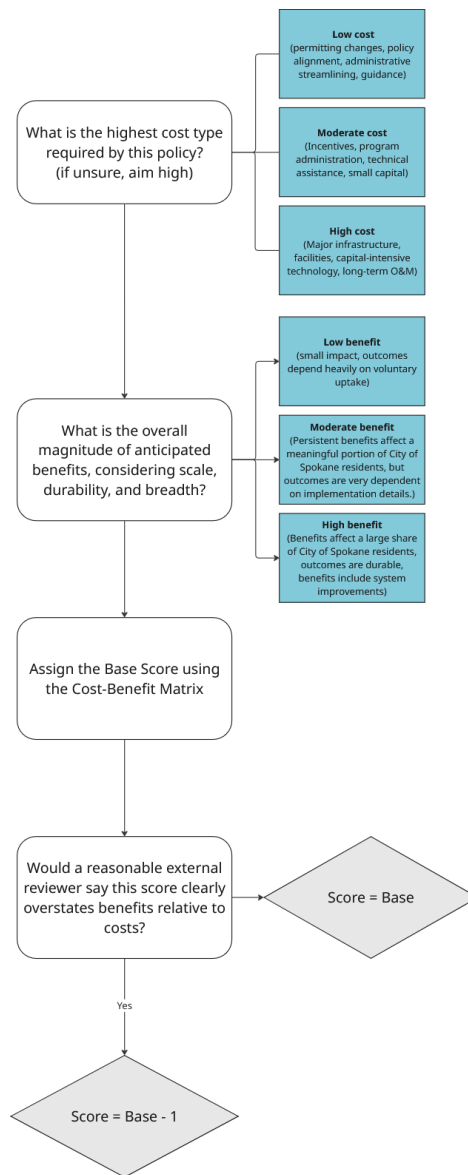 Low cost
(permitting changes, policy
alignment, administrative
streamlining, guidance)
What is the highest cost type
required by this policy?
(if unsure, aim high)
Moderate cost
(Incentives, program
administration, technical
assistance, small capital)
High cost
(Major infrastructure,
facilities, capital-intensive
technology, long-term O&M)
Low benefit
(small impact, outcomes
depend heavily on voluntary
uptake)
What is the overall
magnitude of anticipated
benefits, considering scale,
durability, and breadth?
Moderate benefit
(Persistent benefits affect a
meaningful portion of City of
Spokane residents, but
outcomes are very dependent
on implementation details.)
High benefit
(Benefits affect a large share
of City of Spokane residents,
outcomes are durable,
benefits include system
improvements)
Assign the Base Score using
the Cost-Benefit Matrix
Would a reasonable external
reviewer say this score clearly
overstates benefits relative to
costs?
Score = Base
Yes
Score = Base - 1